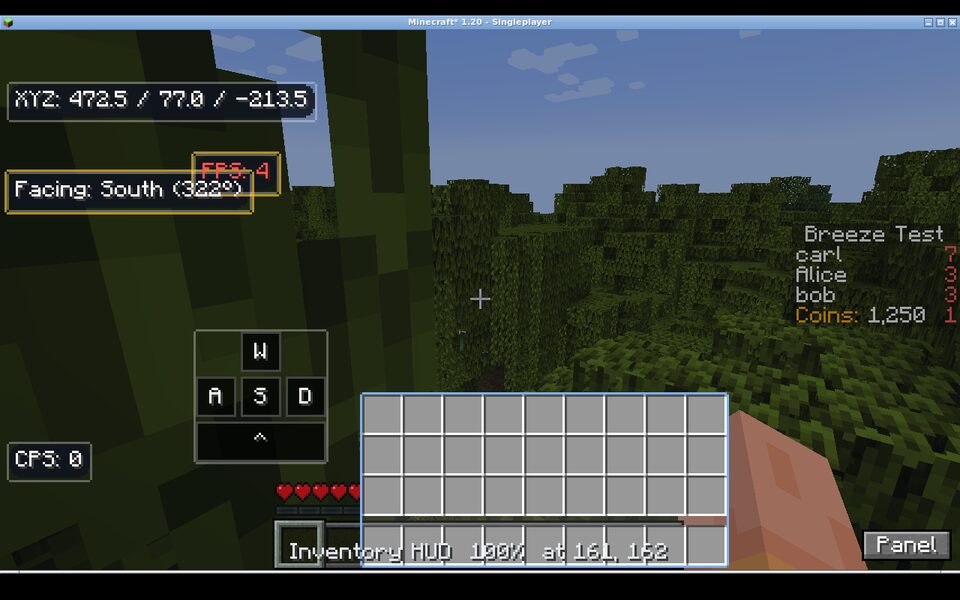 Minecraft* 1.20 - Singleplayer
XYZ: 472.5 / 77.0 / -213.5
FPS: 4
Facing: South (322º)
Breeze Test
carl 7
Alice 3
bob 3
Coins: 1,250 1
W
A S D
^
CPS: 0
Inventory HUD 100% at 161, 162
Panel